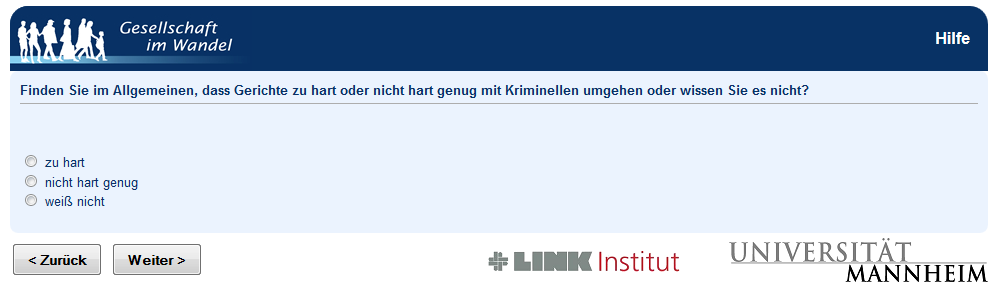 Gesellschaft
im Wandel
Hilfe
Finden Sie im Allgemeinen, dass Gerichte zu hart oder nicht hart genug mit Kriminellen umgehen oder wissen Sie es nicht?
zu hart
nicht hart genug
weiß nicht
< Zurück
Weiter >
LINK Institut
UNIVERSITÄT
MANNHEIM